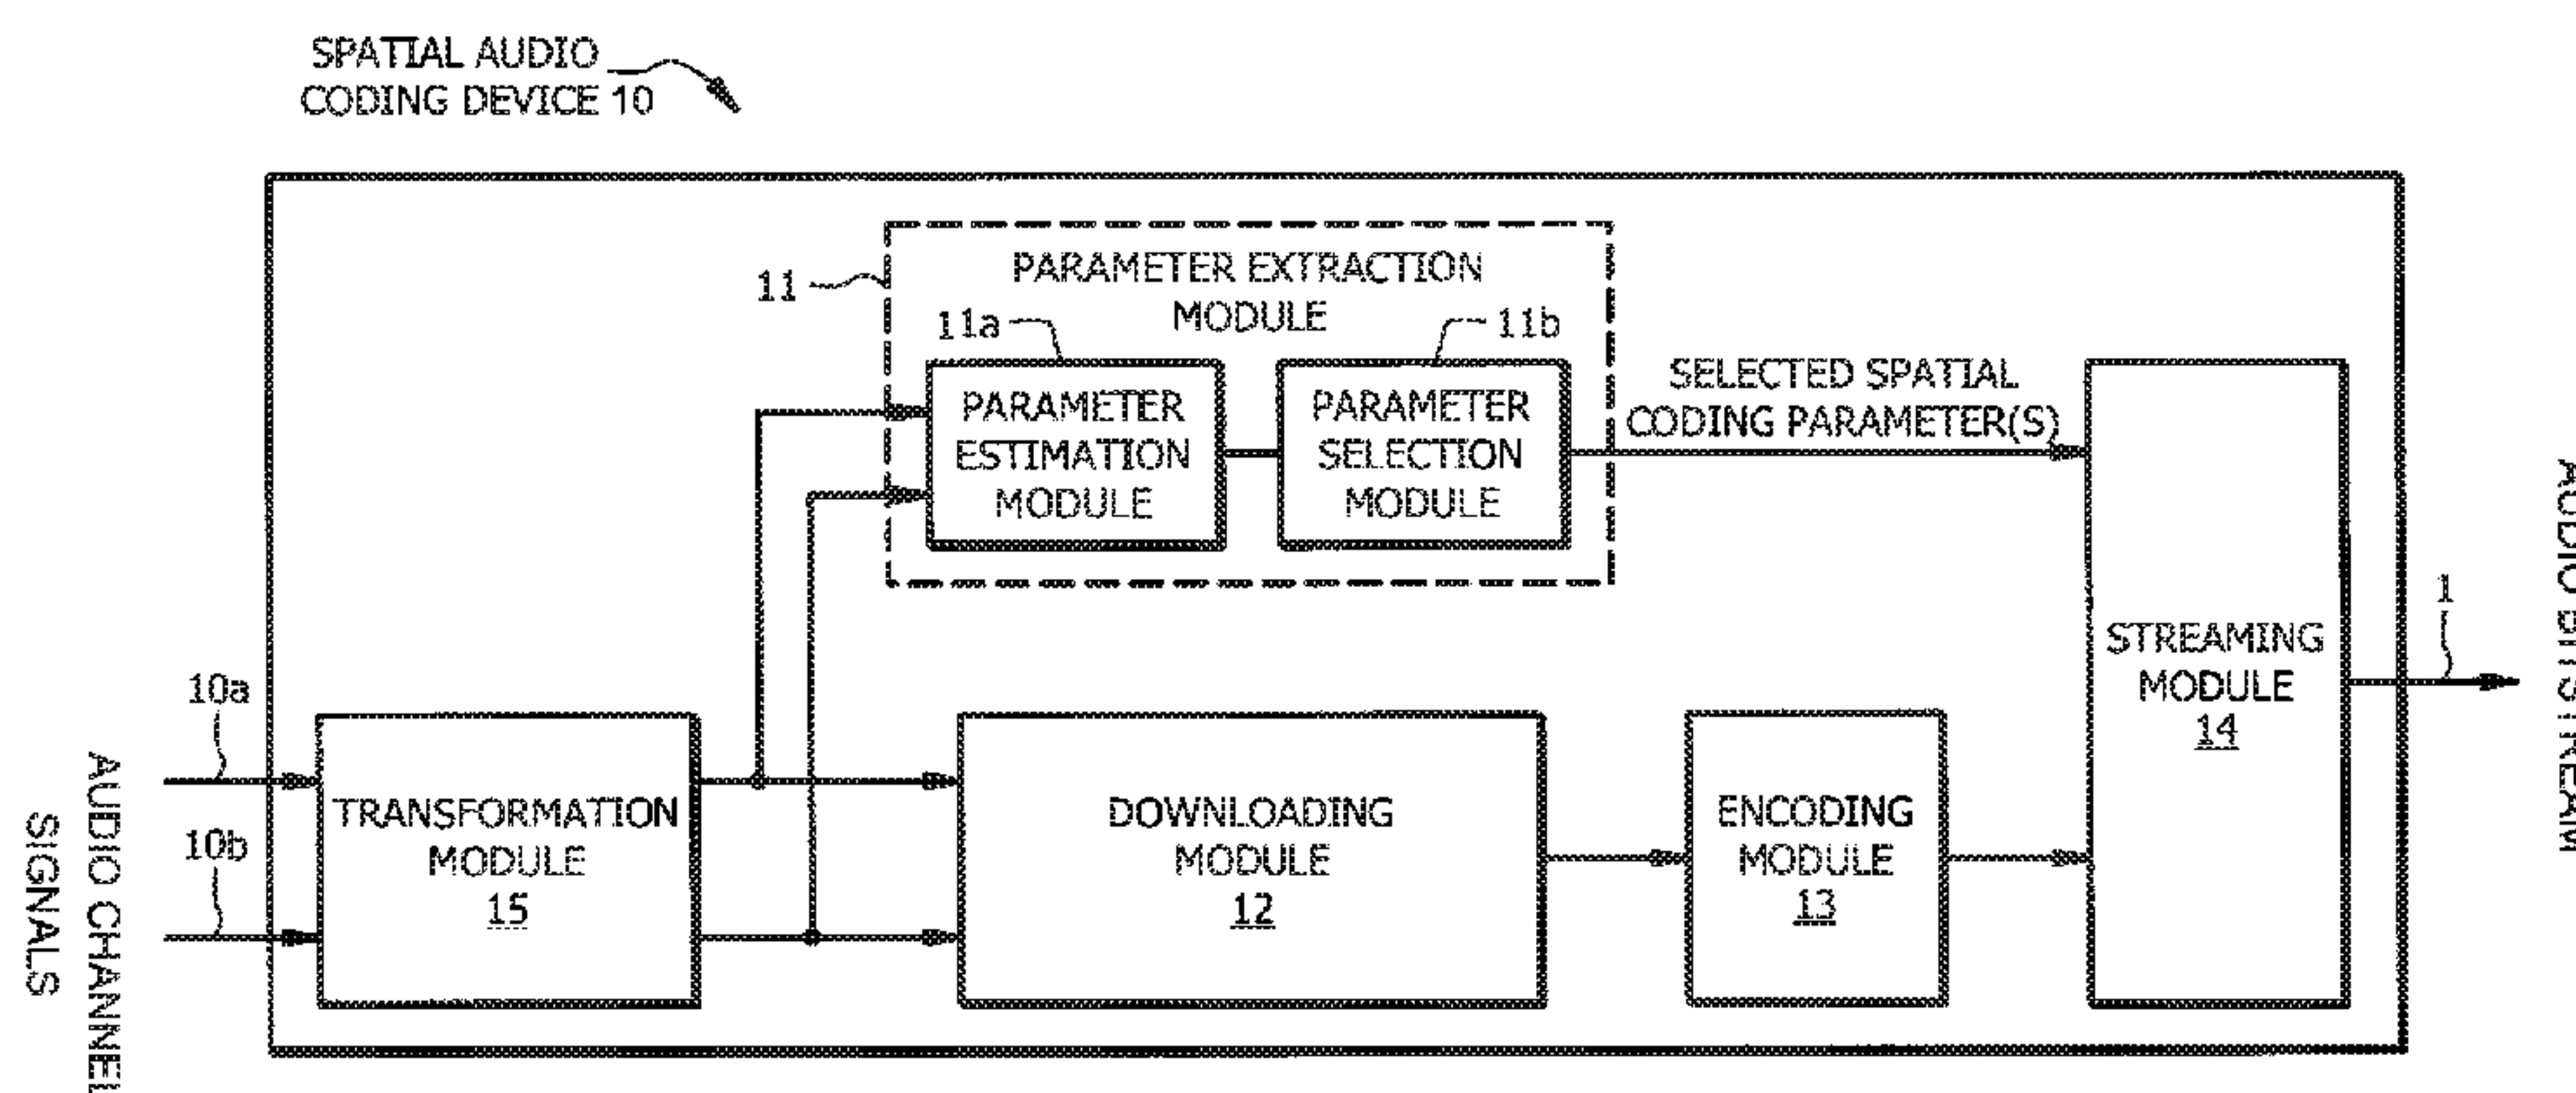 SPATIAL AUDIO
CODING DEVICE 10
11
PARAMETER EXTRACTION
MODULE
11a
11b
PARAMETER
ESTIMATION
MODULE
PARAMETER
SELECTION
MODULE
SELECTED SPATIAL
CODING PARAMETER(S)
10a
10b
AUDIO CHANNEL
SIGNALS
TRANSFORMATION
MODULE
15
DOWNLOADING
MODULE
12
ENCODING
MODULE
13
STREAMING
MODULE
14
1
AUDIO BITSTREAM